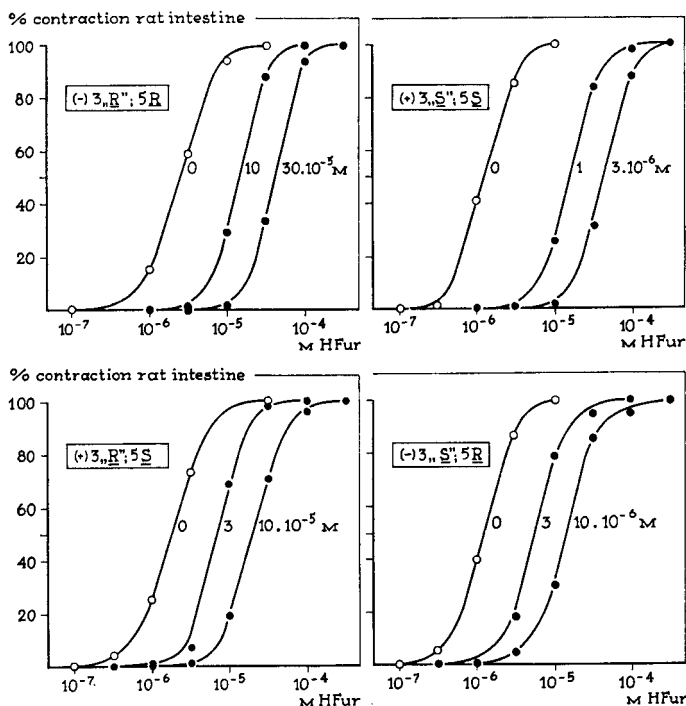 % contraction rat intestine
100
80
60
40
20
(-) 3„R”; 5R
0
10
30.10⁻⁵ M
10⁻⁷
10⁻⁶
10⁻⁵
10⁻⁴
M HFur
(+) 3„S”; 5S
0
1
3.10⁻⁶ M
10⁻⁷
10⁻⁶
10⁻⁵
10⁻⁴
M HFur
% contraction rat intestine
100
80
60
40
20
(+) 3„R”; 5S
0
3
10.10⁻⁵ M
10⁻⁷
10⁻⁶
10⁻⁵
10⁻⁴
M HFur
(-) 3„S”; 5R
0
3
10.10⁻⁶ M
10⁻⁷
10⁻⁶
10⁻⁵
10⁻⁴
M HFur